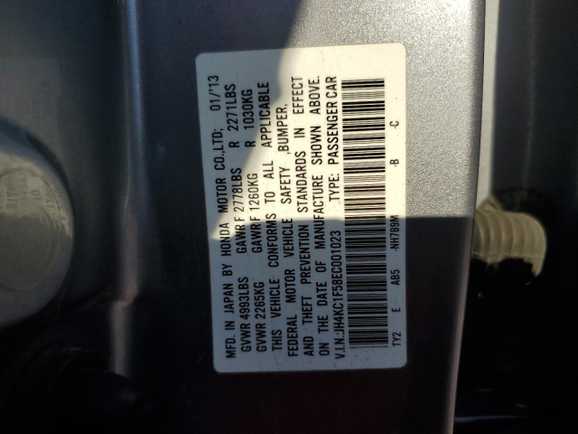 MFD. IN JAPAN BY HONDA MOTOR CO.,LTD; 01/'13
GVWR 4993LBS GAWR F 2778LBS R 2271LBS
GVWR 2265KG GAWR F 1260KG R 1030KG
THIS VEHICLE CONFORMS TO ALL APPLICABLE
FEDERAL MOTOR VEHICLE SAFETY ,BUMPER,
AND THEFT PREVENTION STANDARDS IN EFFECT
ON THE DATE OF MANUFACTURE SHOWN ABOVE.
V.I.N.:JH4KC1F58EC001023 TYPE: PASSENGER CAR
TY2 E AB5 -NH789M -B -C